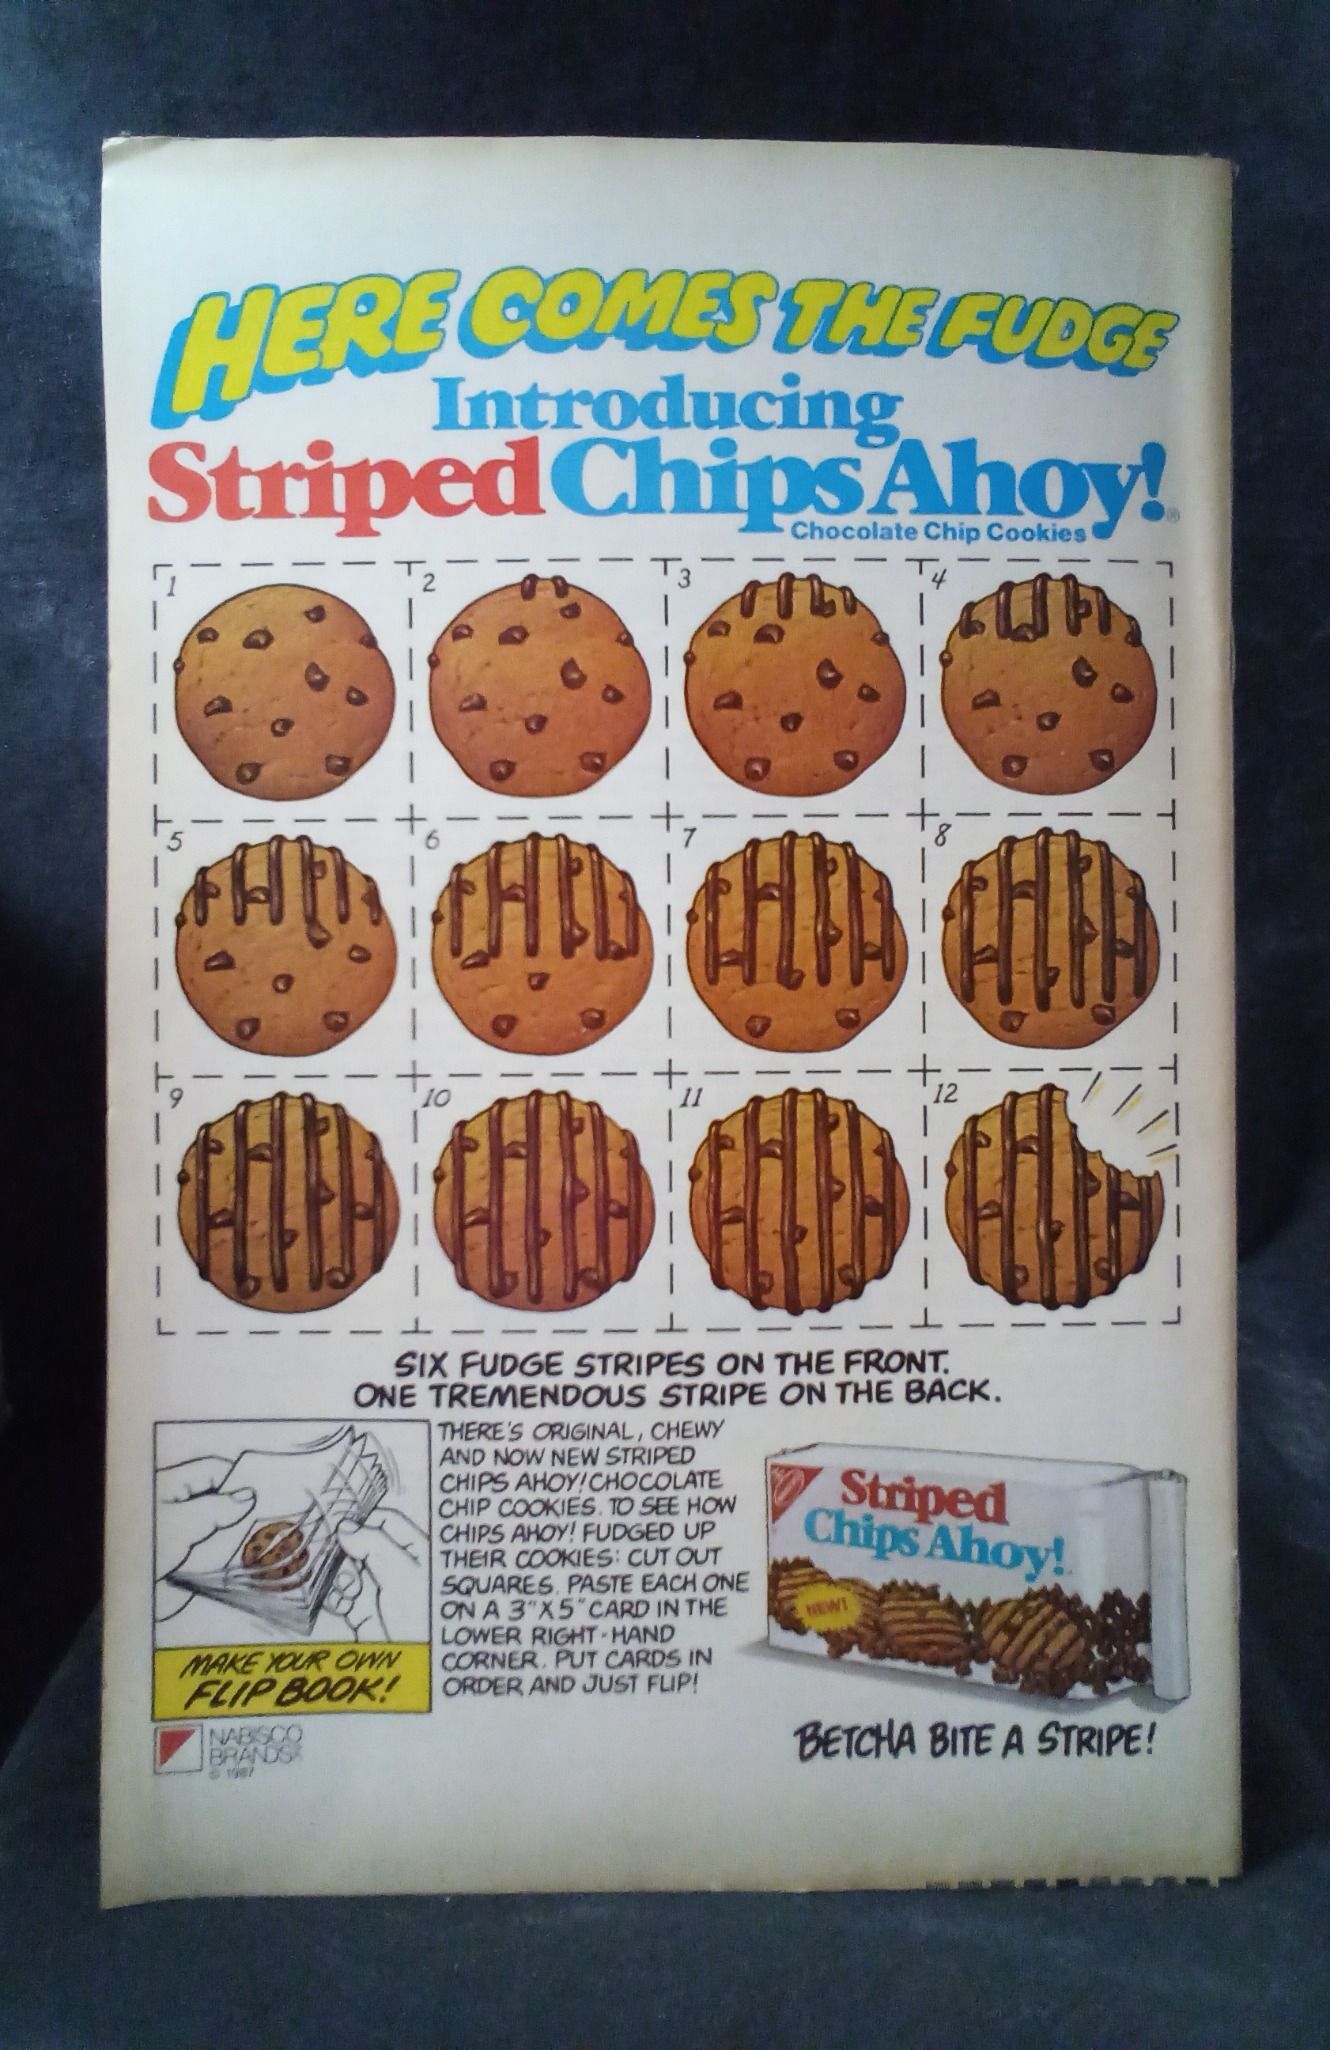 HERE COMES THE FUDGE
Introducing
Striped Chips Ahoy!®
Chocolate Chip Cookies
1
2
3
4
5
6
7
8
9
10
11
12
SIX FUDGE STRIPES ON THE FRONT.
ONE TREMENDOUS STRIPE ON THE BACK.
THERE'S ORIGINAL, CHEWY
AND NOW NEW STRIPED
CHIPS AHOY! CHOCOLATE
CHIP COOKIES. TO SEE HOW
CHIPS AHOY! FUDGED UP
THEIR COOKIES: CUT OUT
SQUARES. PASTE EACH ONE
ON A 3"X5" CARD IN THE
LOWER RIGHT-HAND
CORNER. PUT CARDS IN
ORDER AND JUST FLIP!
MAKE YOUR OWN
FLIP BOOK!
NABISCO
BRANDS
© 1987
Striped
Chips Ahoy!
NEW!
BETCHA BITE A STRIPE!